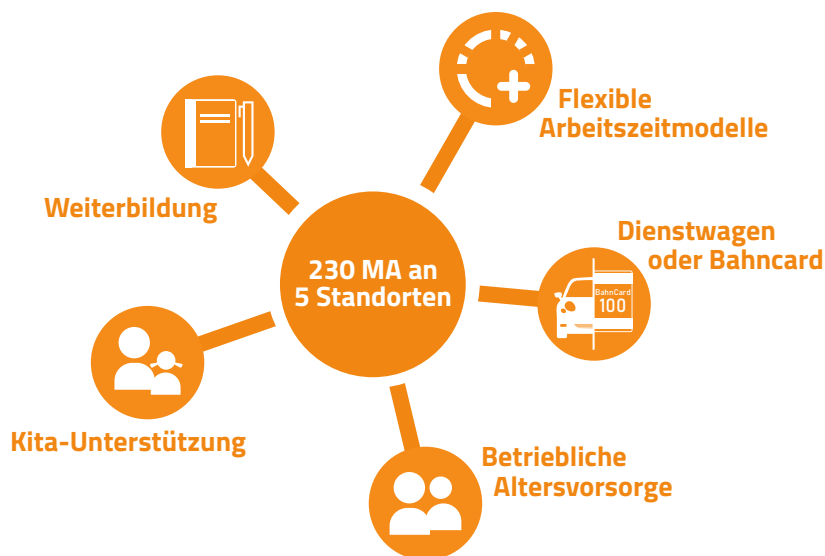 Flexible
Arbeitszeitmodelle
Weiterbildung
Dienstwagen
oder Bahncard
BahnCard
100
230 MA an
5 Standorten
Kita-Unterstützung
Betriebliche
Altersvorsorge